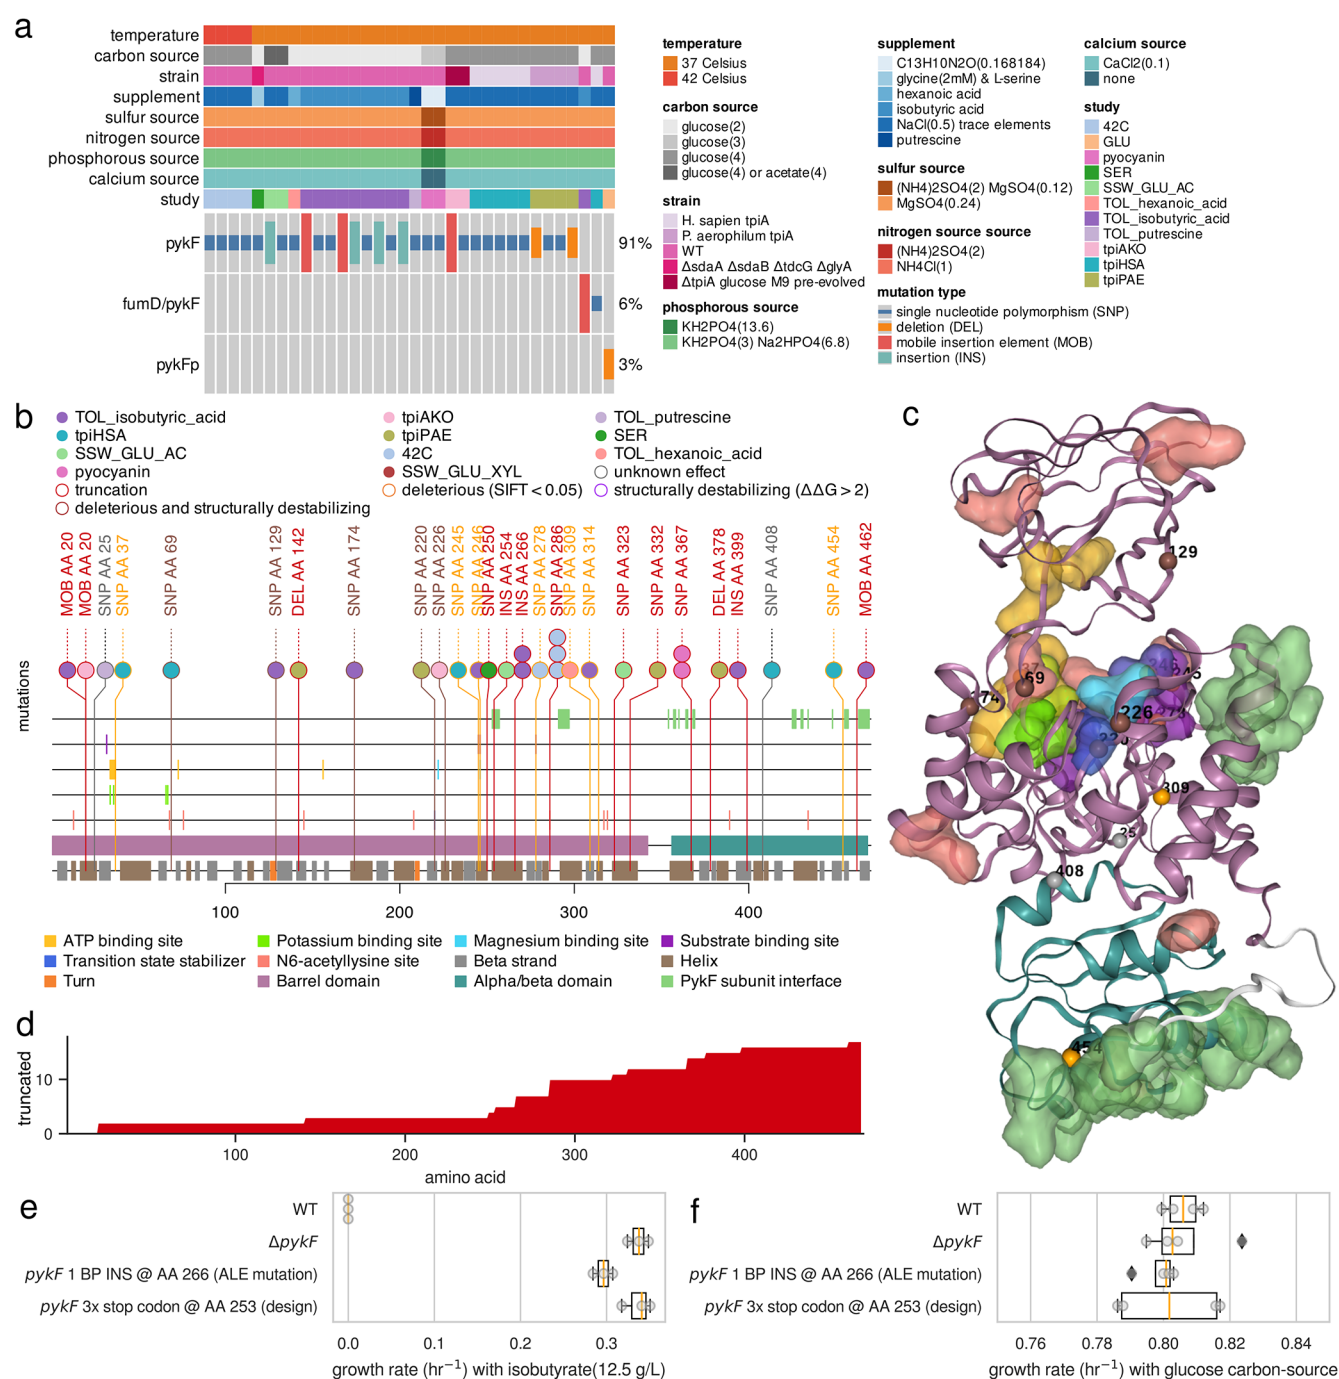 a
temperature
carbon source
strain
supplement
sulfur source
nitrogen source
phosphorous source
calcium source
study
pykF
91%
fumD/pykF
6%
pykFp
3%
temperature
37 Celsius
42 Celsius
carbon source
glucose(2)
glucose(3)
glucose(4)
glucose(4) or acetate(4)
strain
H. sapien tpiA
P. aerophilum tpiA
WT
ΔsdaA ΔsdaB ΔtdcG ΔglyA
ΔtpiA glucose M9 pre-evolved
phosphorous source
KH2PO4(13.6)
KH2PO4(3) Na2HPO4(6.8)
supplement
C13H10N2O(0.168184)
glycine(2mM) & L-serine
hexanoic acid
isobutyric acid
NaCl(0.5) trace elements
putrescine
sulfur source
(NH4)2SO4(2) MgSO4(0.12)
MgSO4(0.24)
nitrogen source source
(NH4)2SO4(2)
NH4Cl(1)
mutation type
single nucleotide polymorphism (SNP)
deletion (DEL)
mobile insertion element (MOB)
insertion (INS)
calcium source
CaCl2(0.1)
none
study
42C
GLU
pyocyanin
SER
SSW_GLU_AC
TOL_hexanoic_acid
TOL_isobutyric_acid
TOL_putrescine
tpiAKO
tpiHSA
tpiPAE
b
TOL_isobutyric_acid
tpiHSA
SSW_GLU_AC
pyocyanin
truncation
deleterious and structurally destabilizing
tpiAKO
tpiPAE
42C
SSW_GLU_XYL
deleterious (SIFT < 0.05)
TOL_putrescine
SER
TOL_hexanoic_acid
unknown effect
structurally destabilizing (ΔΔG > 2)
MOB AA 20
MOB AA 20
SNP AA 25
SNP AA 37
SNP AA 69
SNP AA 129
DEL AA 142
SNP AA 174
SNP AA 220
SNP AA 226
SNP AA 245
SNP AA 246
SNP AA 250
INS AA 254
INS AA 266
SNP AA 278
SNP AA 286
SNP AA 309
SNP AA 314
SNP AA 323
SNP AA 332
SNP AA 367
DEL AA 378
INS AA 399
SNP AA 408
SNP AA 454
MOB AA 462
mutations
100
200
300
400
ATP binding site
Transition state stabilizer
Turn
Potassium binding site
N6-acetyllysine site
Barrel domain
Magnesium binding site
Beta strand
Alpha/beta domain
Substrate binding site
Helix
PykF subunit interface
c
129
37
69
174
246
245
226
309
25
408
454
d
truncated
10
0
100
200
300
400
amino acid
e
WT
ΔpykF
pykF 1 BP INS @ AA 266 (ALE mutation)
pykF 3x stop codon @ AA 253 (design)
0.0
0.1
0.2
0.3
growth rate (hr⁻¹) with isobutyrate(12.5 g/L)
f
WT
ΔpykF
pykF 1 BP INS @ AA 266 (ALE mutation)
pykF 3x stop codon @ AA 253 (design)
0.76
0.78
0.80
0.82
0.84
growth rate (hr⁻¹) with glucose carbon-source